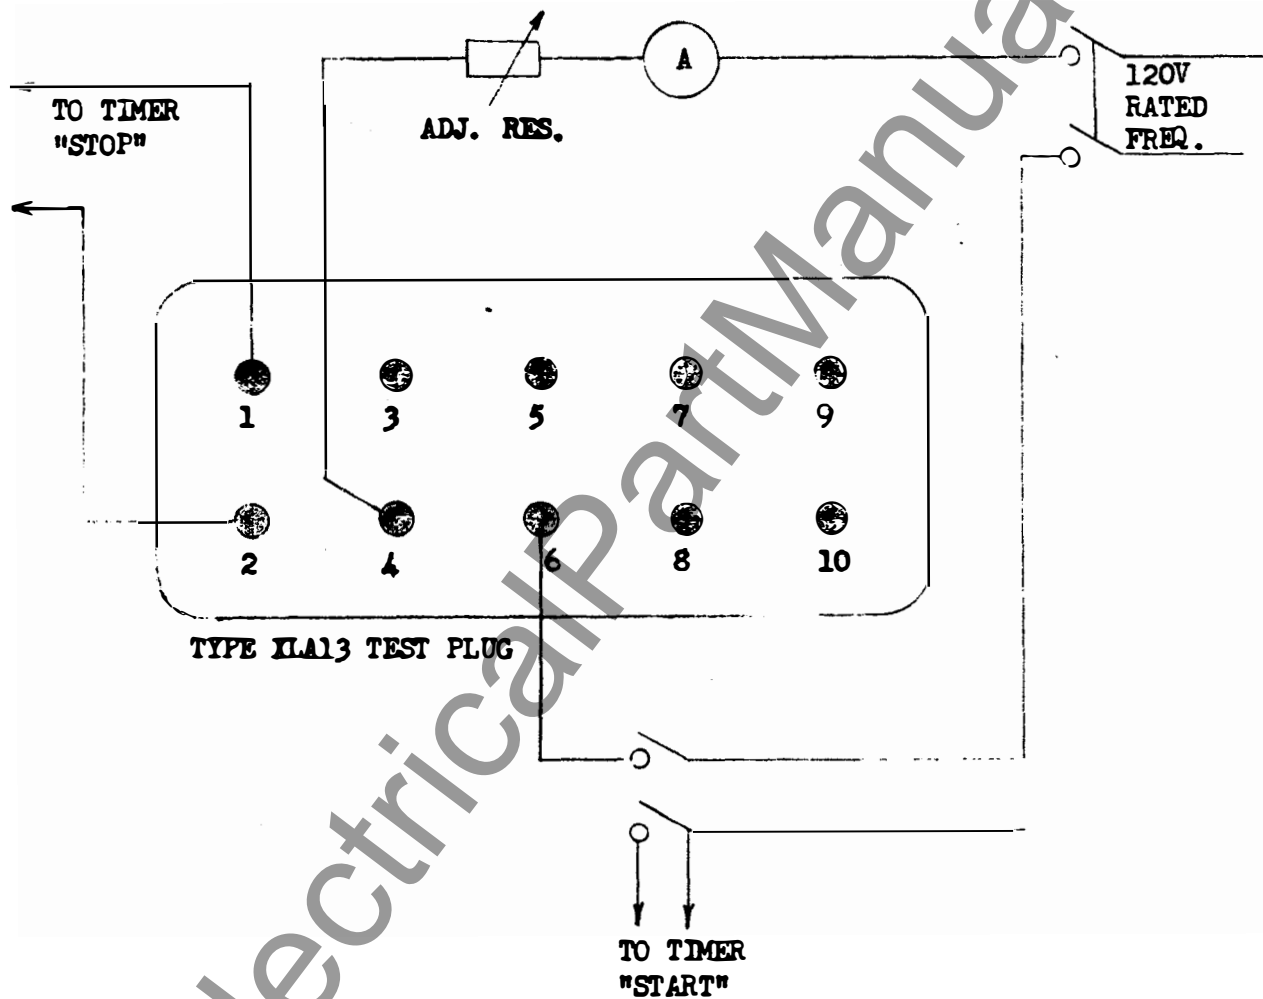 A
120V
RATED
FREQ.
TO TIMER
"STOP"
ADJ. RES.
1 3 5 7 9
2 4 6 8 10
TYPE XLA13 TEST PLUG
TO TIMER
"START"
ectricalPartManua